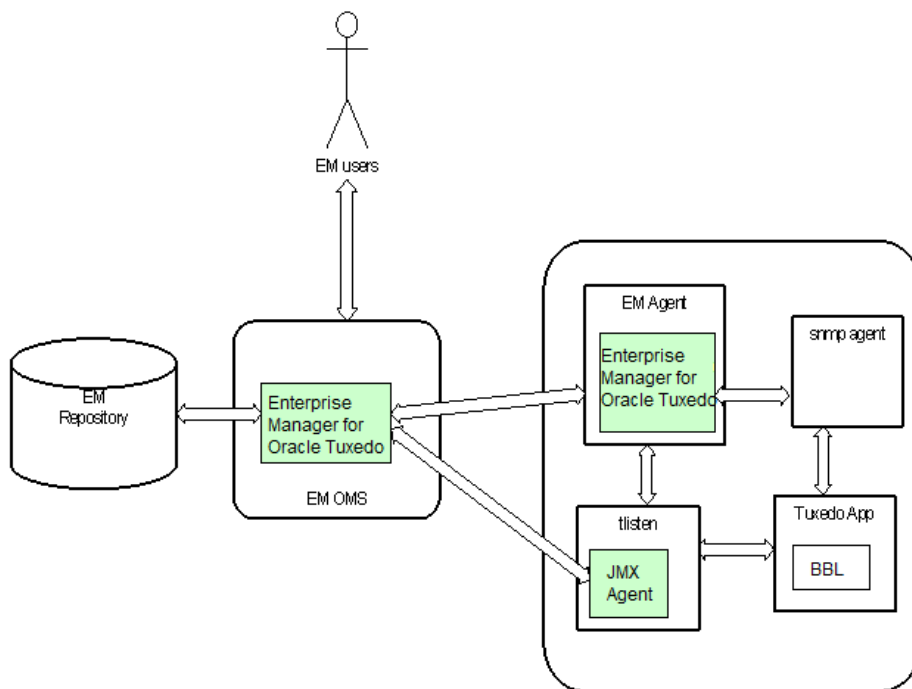 EM users
EM
Repository
Enterprise
Manager for
Oracle Tuxedo
EM OMS
EM Agent
Enterprise
Manager for
Oracle Tuxedo
snmp agent
tlisten
JMX
Agent
Tuxedo App
BBL